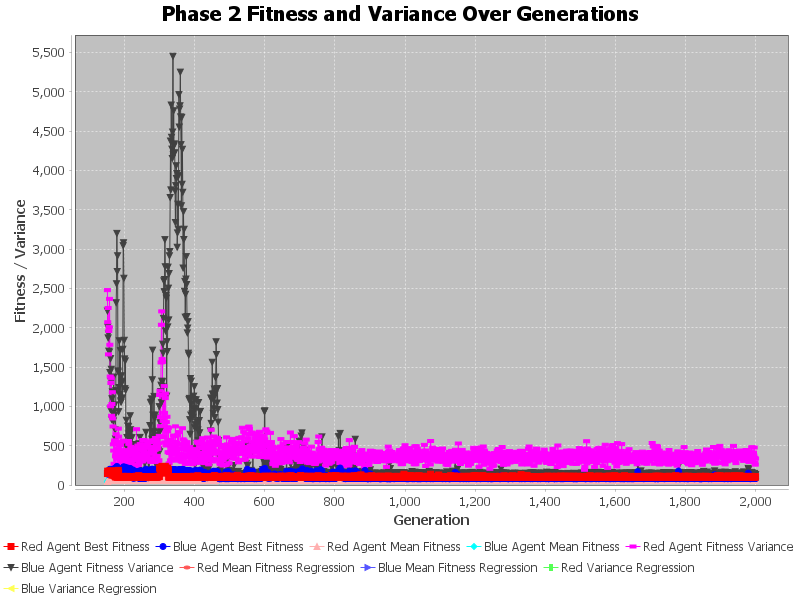 Phase 2 Fitness and Variance Over Generations
5,500
5,000
4,500
4,000
3,500
3,000
2,500
2,000
1,500
1,000
500
0
Fitness / Variance
200 400 600 800 1,000 1,200 1,400 1,600 1,800 2,000
Generation
Red Agent Best Fitness Blue Agent Best Fitness Red Agent Mean Fitness Blue Agent Mean Fitness Red Agent Fitness Variance
Blue Agent Fitness Variance Red Mean Fitness Regression Blue Mean Fitness Regression Red Variance Regression
Blue Variance Regression